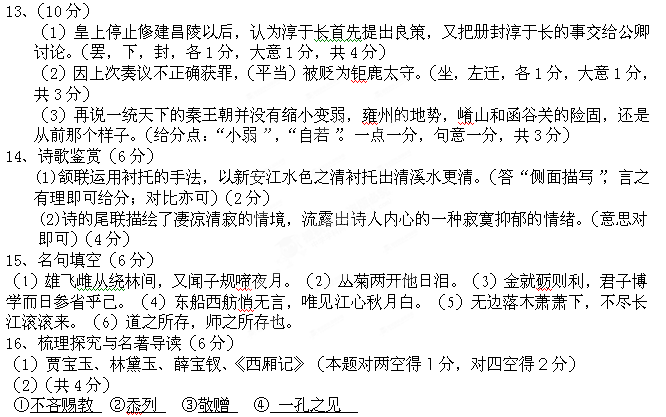 13、（10分）
（1）皇上停止修建昌陵以后，认为淳于长首先提出良策，又把册封淳于长的事交给公卿
讨论。（罢，下，封，各1分，大意1分，共4分）
（2）因上次奏议不正确获罪，（平当）被贬为钜鹿太守。（坐，左迁，各1分，大意1分，
共3分）
（3）再说一统天下的秦王朝并没有缩小变弱，雍州的地势，崤山和函谷关的险固，还是
从前那个样子。（给分点：“小弱 ”，“自若 ”。一点一分，句意一分，共3分）
14、诗歌鉴赏（6分）
(1)颔联运用衬托的手法，以新安江水色之清衬托出清溪水更清。（答“侧面描写 ”，言之
有理即可给分；对比亦可）（2分）
(2)诗的尾联描绘了凄凉清寂的情境，流露出诗人内心的一种寂寞抑郁的情绪。（意思对
即可）（4分）
15、名句填空（6分）
（1）雄飞雌从绕林间，又闻子规啼夜月。（2）丛菊两开他日泪。（3）金就砺则利，君子博
学而日参省乎己。（4）东船西舫悄无言，唯见江心秋月白。（5）无边落木萧萧下，不尽长
江滚滚来。（6）道之所存，师之所存也。
16、梳理探究与名著导读（6分）
（1）贾宝玉、林黛玉、薛宝钗、《西厢记》（本题对两空得1分，对四空得2分）
（2）（共4分）
①不吝赐教 ②忝列 ③敬赠 ④ 一孔之见